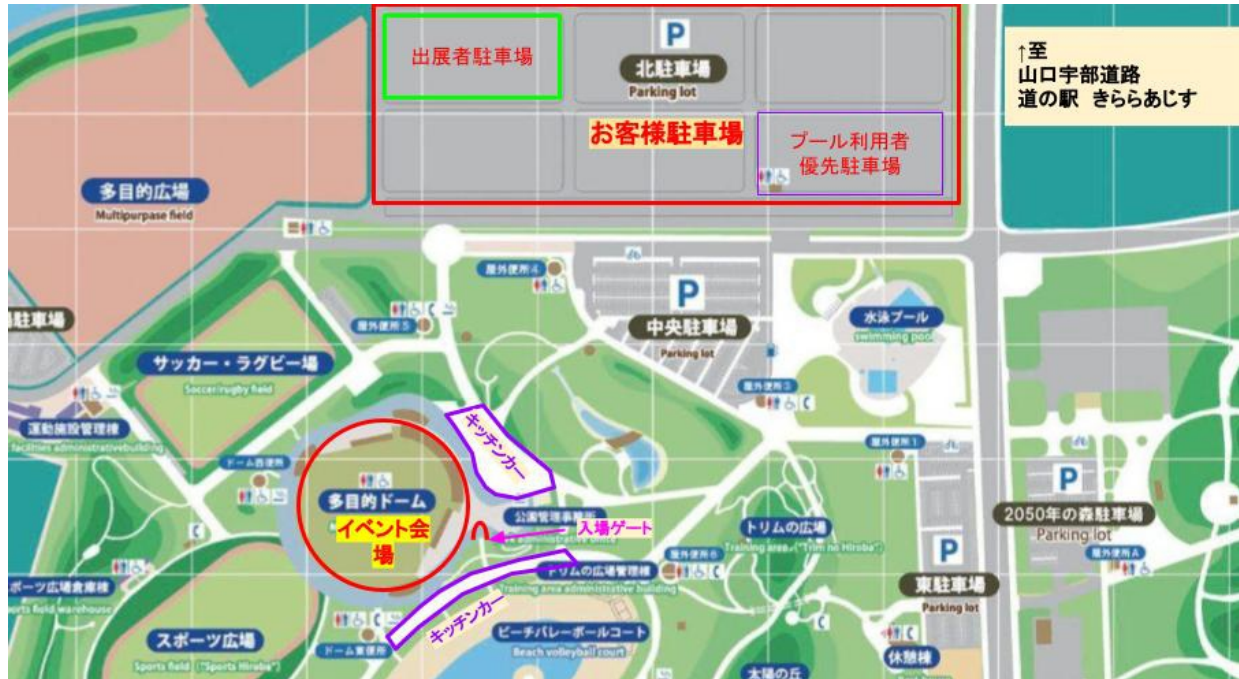 出展者駐車場
P
北駐車場
Parking lot
お客様駐車場
プール利用者
優先駐車場
↑至
山口宇部道路
道の駅 きららあじす
多目的広場
Multipurpase field
屋外便所4
屋外便所5
P
中央駐車場
Parking lot
水泳プール
swimming pool
駐車場
サッカー・ラグビー場
Soccer/rugby field
屋外便所3
運動施設管理棟
facilities administrativebuilding
キッチンカー
ドーム西便所
屋外便所1
多目的ドーム
イベント会
場
公園管理事務所
入場ゲート
トリムの広場
Training area ("Trim no Hiroba")
P
2050年の森駐車場
Parking lot
屋外便所A
屋外便所6
トリムの広場管理棟
Training area administrative building
P
東駐車場
Parking lot
ポーツ広場倉庫棟
orts field warehouse
キッチンカー
スポーツ広場
Sports field ("Sports Hiroba")
ドーム東便所
ビーチバレーボールコート
Beach volleyball court
休憩棟
太陽の丘